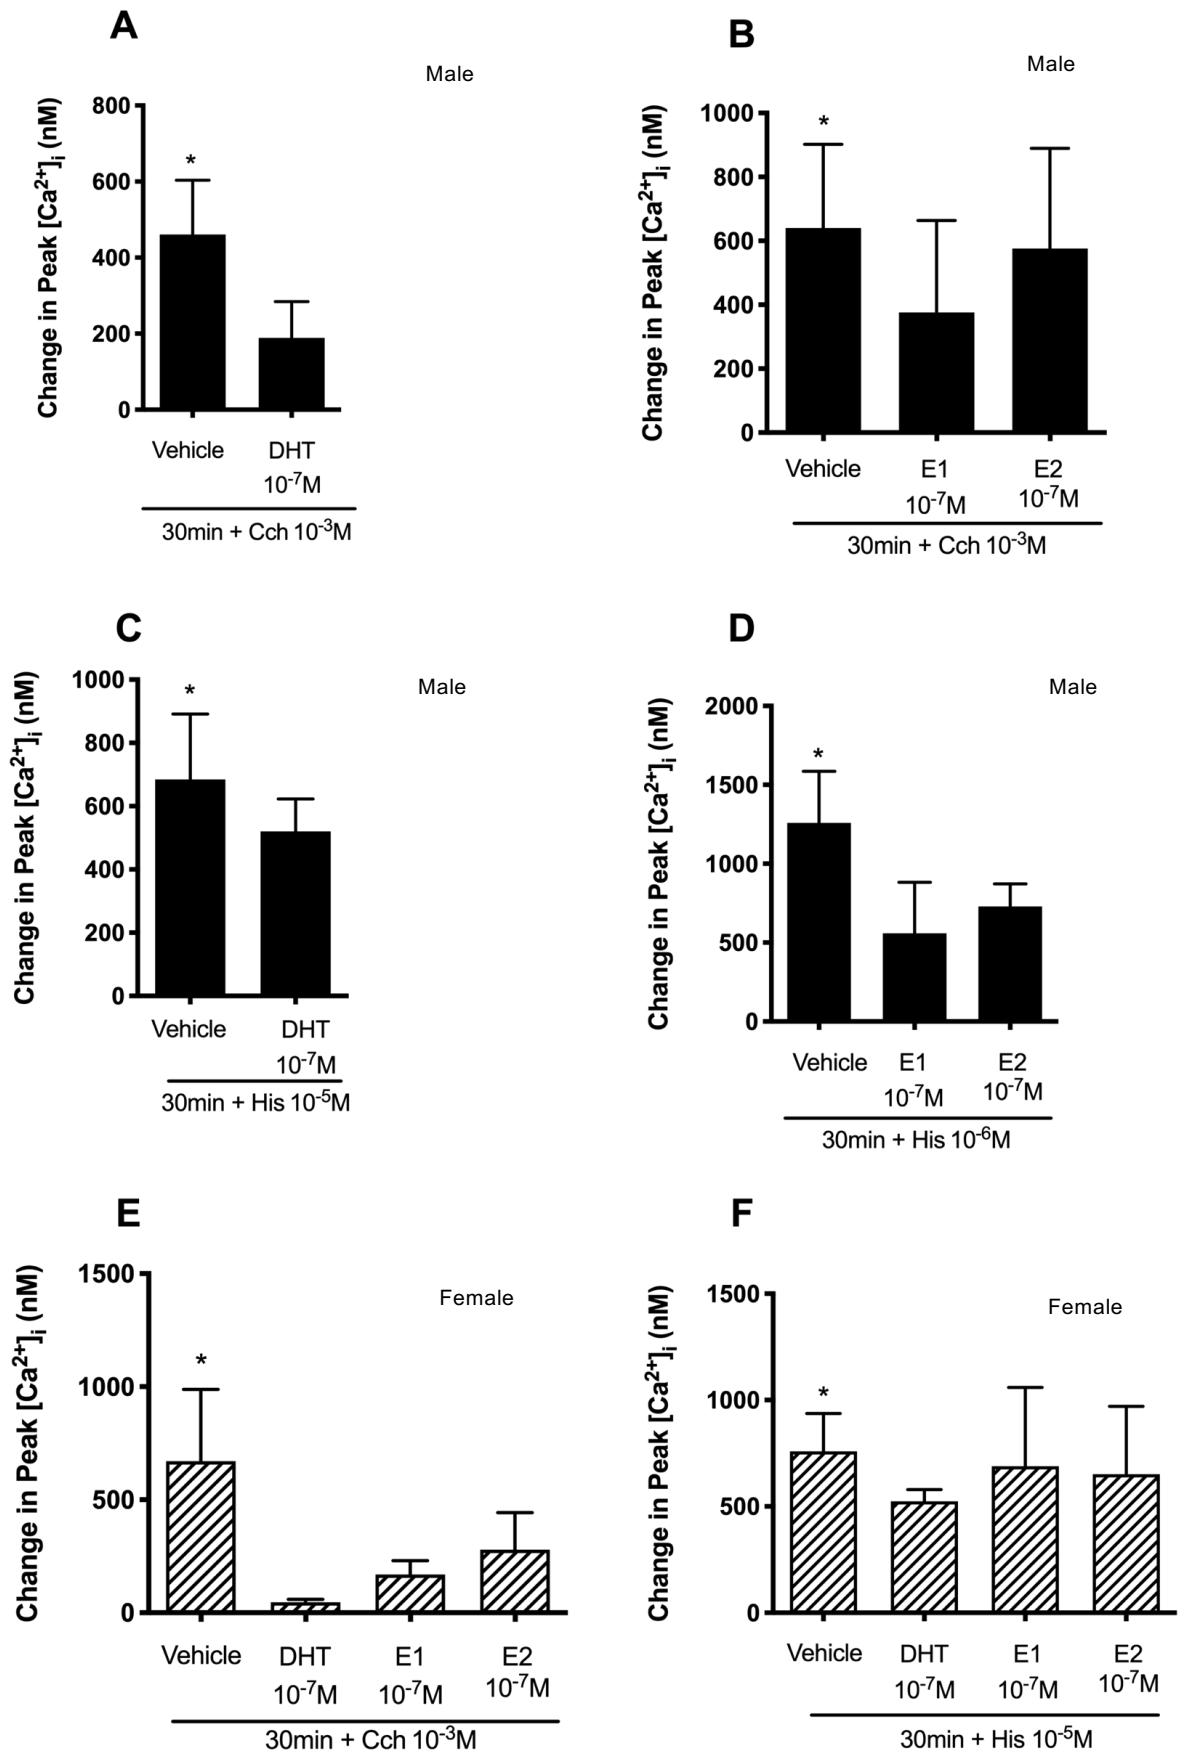 A
Male
Change in Peak [Ca2+]i (nM)
800
600
400
200
0
*
Vehicle
DHT
10-7M
30min + Cch 10-3M
B
Male
Change in Peak [Ca2+]i (nM)
1000
800
600
400
200
0
*
Vehicle
E1
10-7M
E2
10-7M
30min + Cch 10-3M
C
Male
Change in Peak [Ca2+]i (nM)
1000
800
600
400
200
0
*
Vehicle
DHT
10-7M
30min + His 10-5M
D
Male
Change in Peak [Ca2+]i (nM)
2000
1500
1000
500
0
*
Vehicle
E1
10-7M
E2
10-7M
30min + His 10-6M
E
Female
Change in Peak [Ca2+]i (nM)
1500
1000
500
0
*
Vehicle
DHT
10-7M
E1
10-7M
E2
10-7M
30min + Cch 10-3M
F
Female
Change in Peak [Ca2+]i (nM)
1500
1000
500
0
*
Vehicle
DHT
10-7M
E1
10-7M
E2
10-7M
30min + His 10-5M